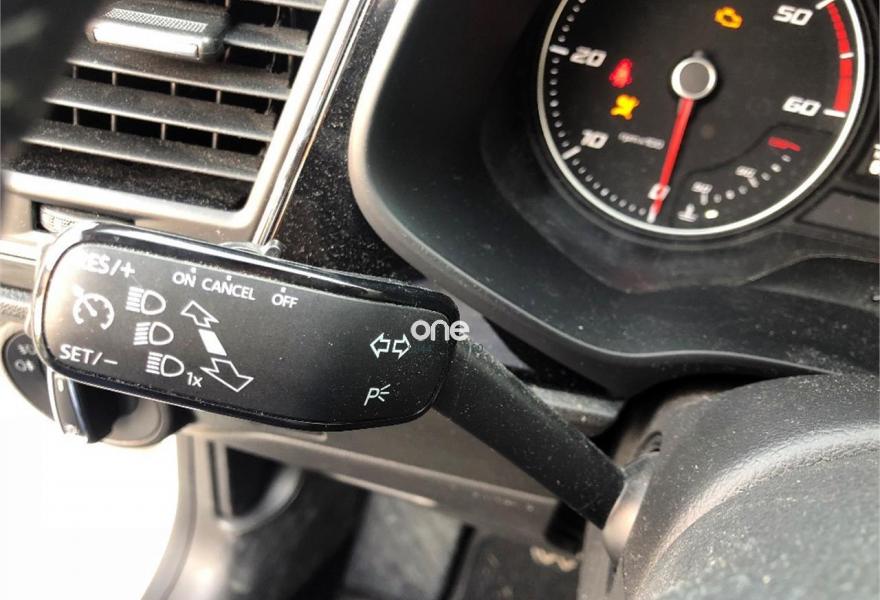 50
20
60
10
0
RES/+
ON CANCEL OFF
SET/-
1x
P
one